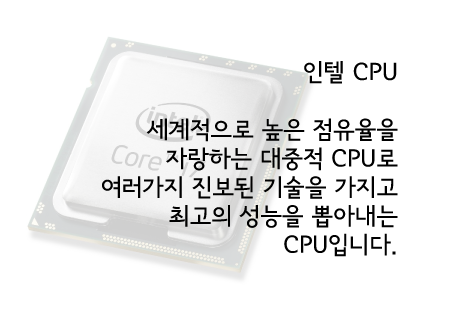 인텔 CPU
세계적으로 높은 점유율을
자랑하는 대중적 CPU로
여러가지 진보된 기술을 가지고
최고의 성능을 뽑아내는
CPU입니다.
intel
Core